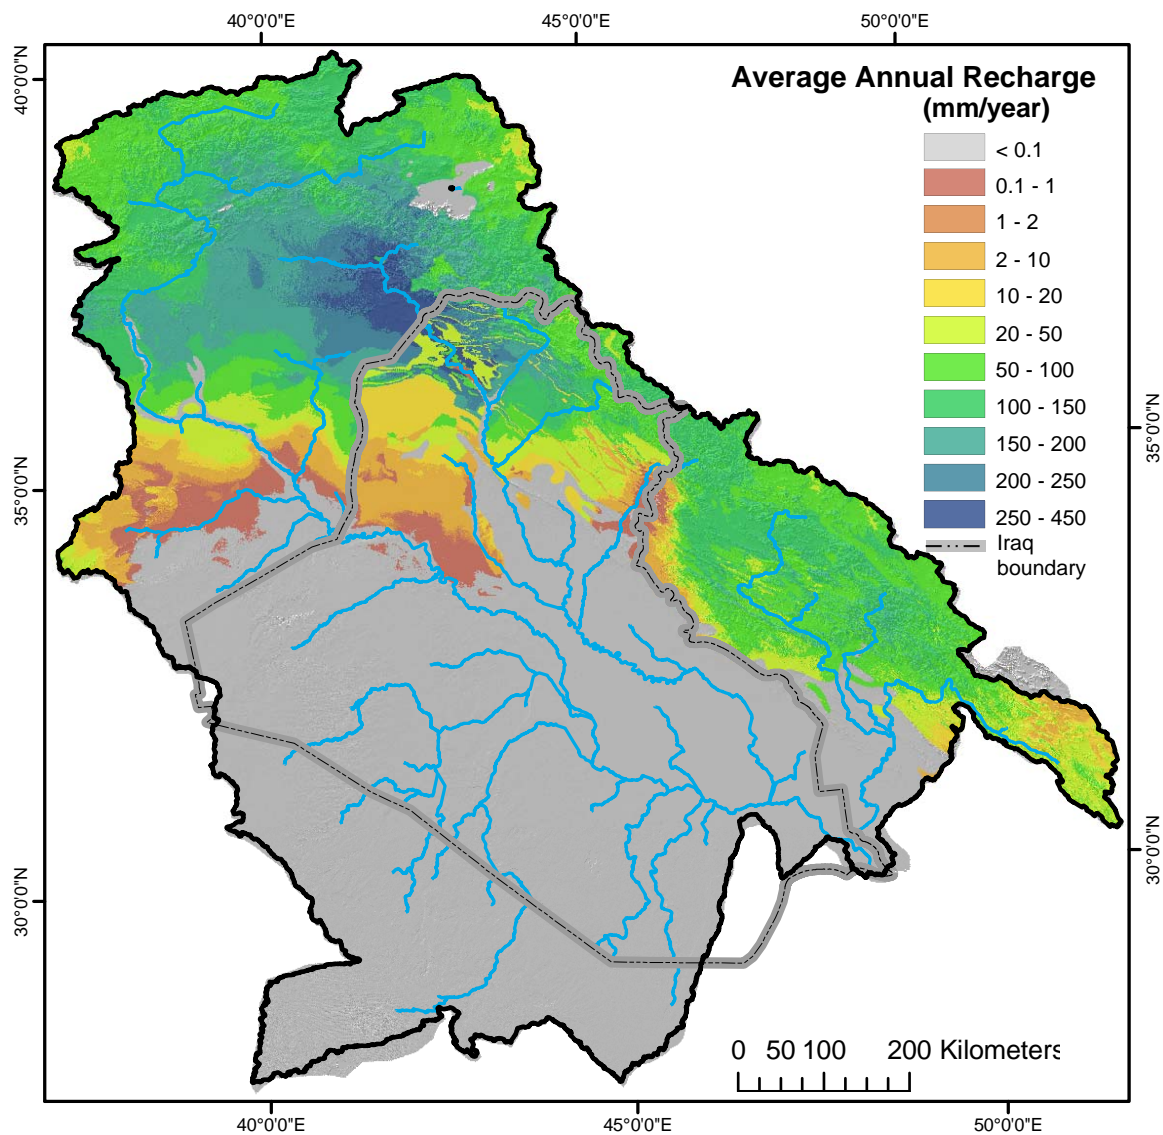 40°0'0"E
45°0'0"E
50°0'0"E
40°0'0"N
35°0'0"N
30°0'0"N
Average Annual Recharge
(mm/year)
< 0.1
0.1 - 1
1 - 2
2 - 10
10 - 20
20 - 50
50 - 100
100 - 150
150 - 200
200 - 250
250 - 450
Iraq
boundary
35°0'0"N
30°0'0"N
0 50 100 200 Kilometers
40°0'0"E
45°0'0"E
50°0'0"E